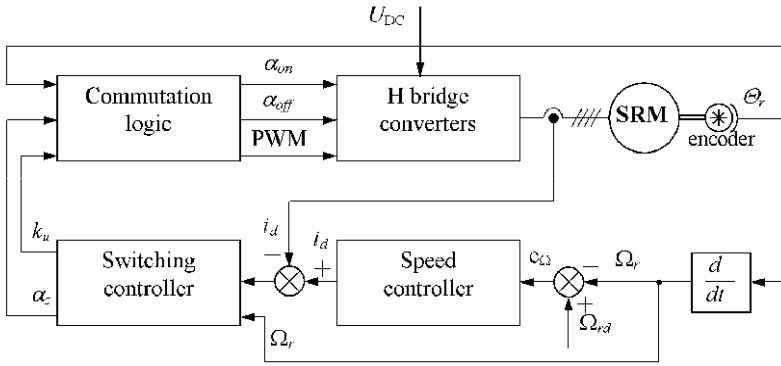 U_DC
α_on
α_off
PWM
Commutation
logic
H bridge
converters
SRM
Θ_r
encoder
i_d
i_d
k_u
α_c
Switching
controller
−
+
Speed
controller
e_Ω
−
+
Ω_r
Ω_rd
d
dt
Ω_r